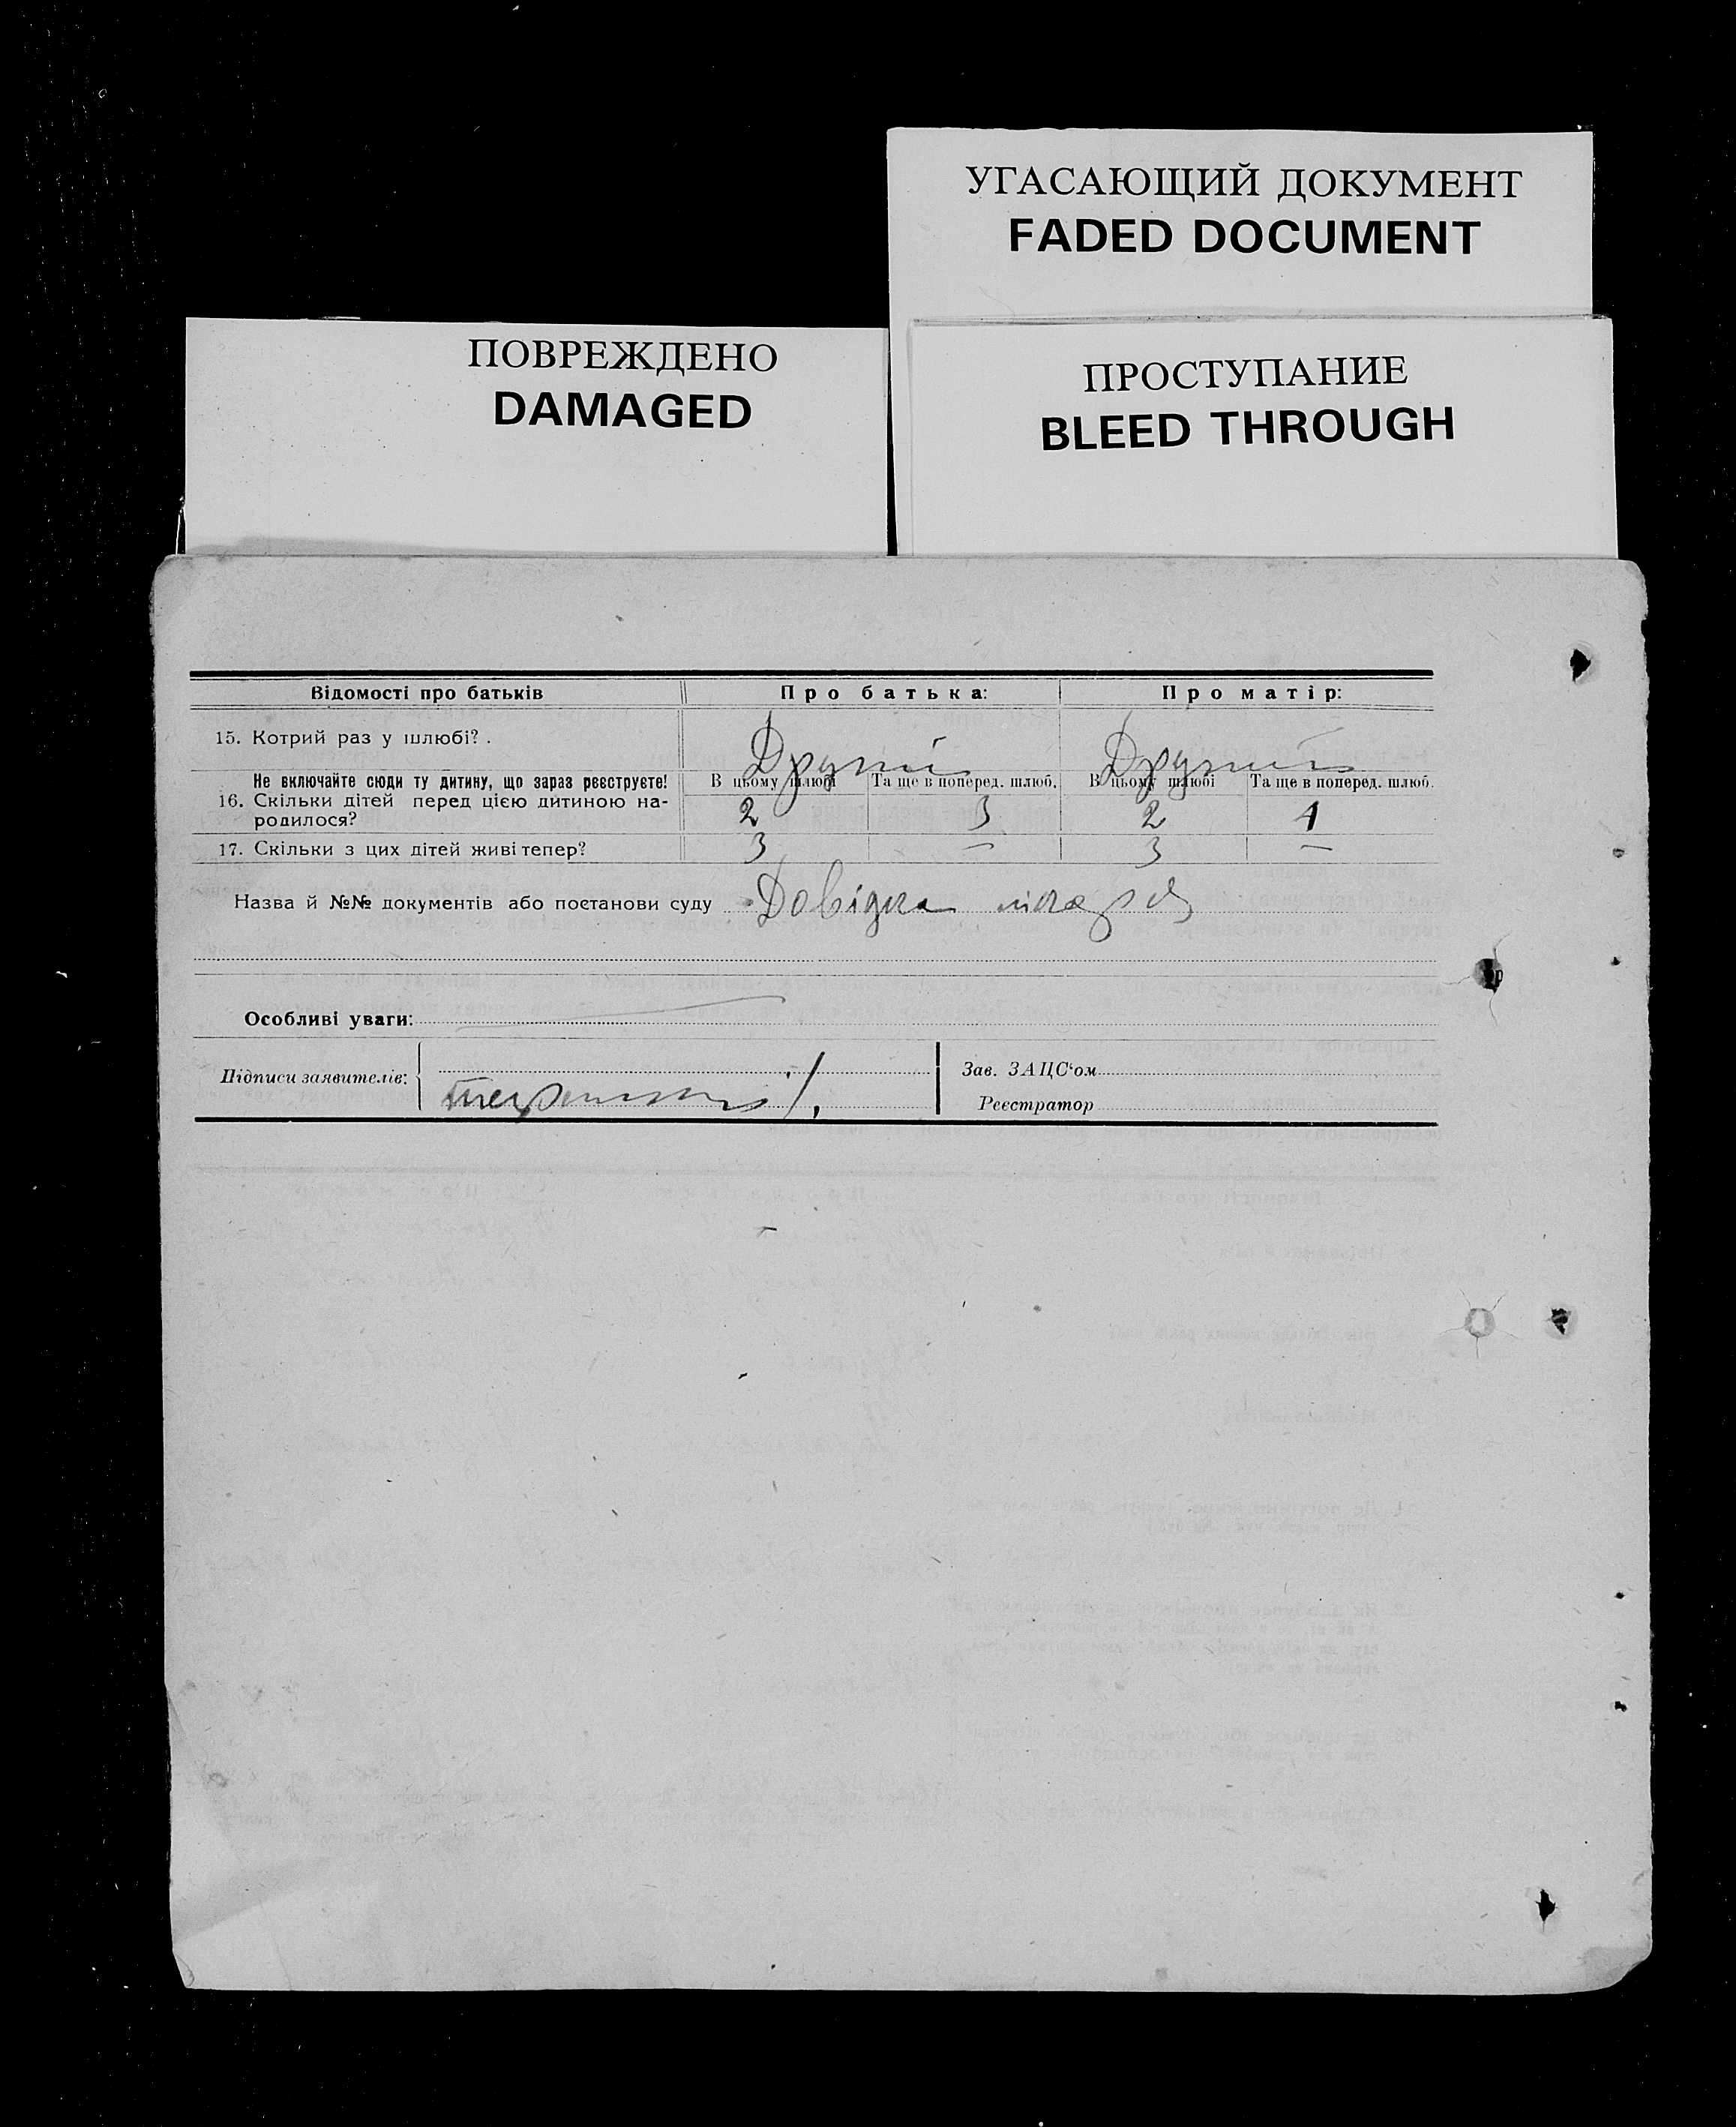 УГАСАЮЩИЙ ДОКУМЕНТ
FADED DOCUMENT
ПОВРЕЖДЕНО
DAMAGED
ПРОСТУПАНИЕ
BLEED THROUGH
Відомості про батьків Про батька: Про матір:
15. Котрий раз у шлюбі? . Другий Другий
Не включайте сюди ту дитину, що зараз реєструєте! В цьому шлюбі Та ще в поперед. шлюб. В цьому шлюбі Та ще в поперед. шлюб.
16. Скільки дітей перед цією дитиною на- 2 3 2 1
родилося?
17. Скільки з цих дітей живі тепер? 3 — 3 —
Назва й №№ документів або постанови суду Довідка
Особливі уваги:
Підписи заявителів:
Зав. ЗАЦС‘ом
Реєстратор